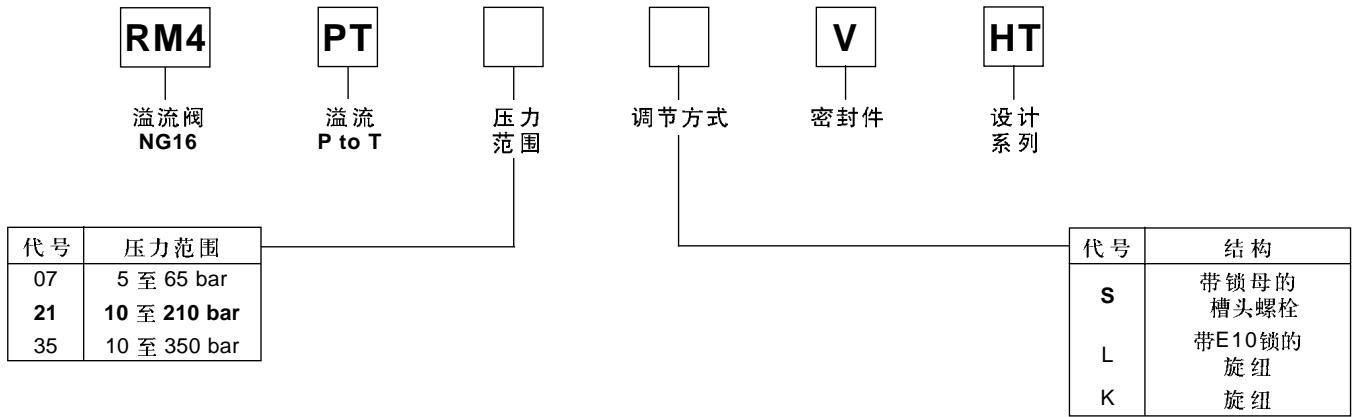 RM4 PT V HT
溢流阀 溢流 压力 调节方式 密封件 设计
NG16 P to T 范围 系列
代号 压力范围
07 5 至 65 bar
21 10 至 210 bar
35 10 至 350 bar
代号 结构
S 带锁母的
槽头螺栓
L 带E10锁的
旋钮
K 旋钮